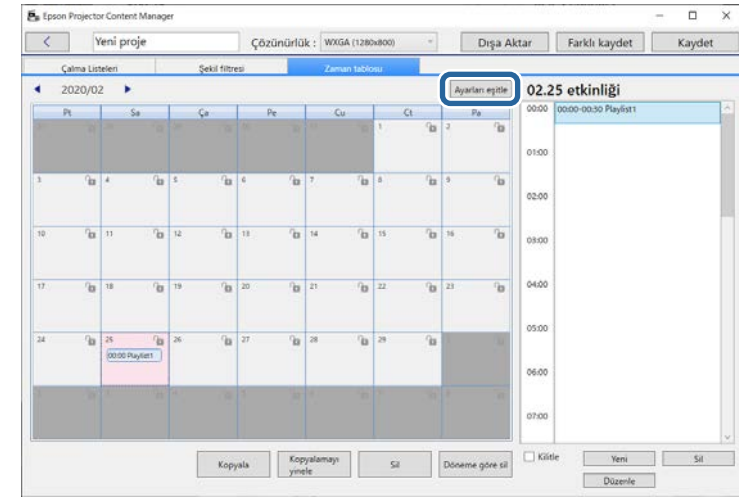 Epson Projector Content Manager
Yeni proje
Çözünürlük : WXGA (1280x800)
Dışa Aktar
Farklı kaydet
Kaydet
Çalma Listeleri
Şekil filtresi
Zaman tablosu
2020/02
Ayarları eşitle
Pt Sa Ça Pe Cu Ct Pa
1 2
3 4 5 6 7 8 9
10 11 12 13 14 15 16
17 18 19 20 21 22 23
24 25 26 27 28 29
00:00 Playlist1
Kopyala
Kopyalamayı
yinele
Sil
Döneme göre sil
02.25 etkinliği
00:00 00:00-00:30 Playlist1
01:00
02:00
03:00
04:00
05:00
06:00
07:00
Kilitle
Yeni
Sil
Düzenle